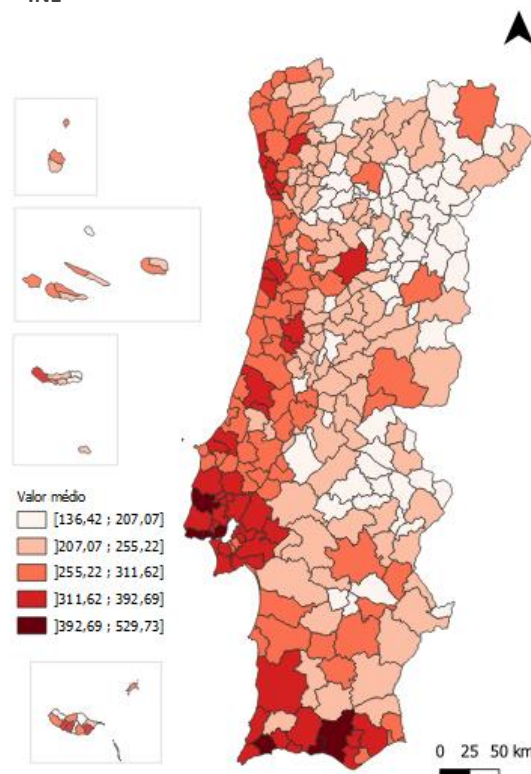 INE
Valor médio
[136,42 ; 207,07]
]207,07 ; 255,22]
]255,22 ; 311,62]
]311,62 ; 392,69]
]392,69 ; 529,73]
0 25 50 km